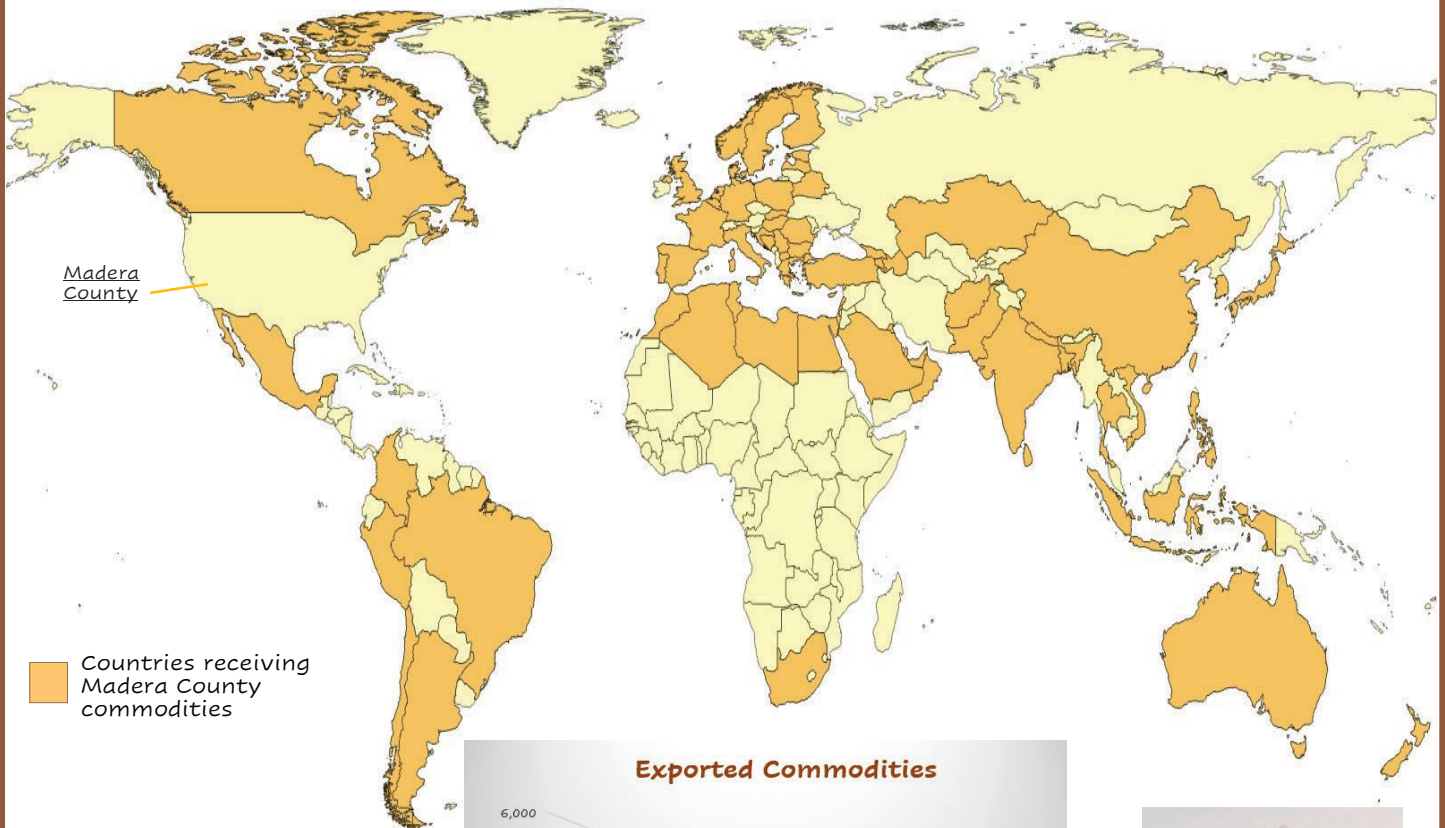 Madera
County
Countries receiving
Madera County
commodities
Exported Commodities
6,000